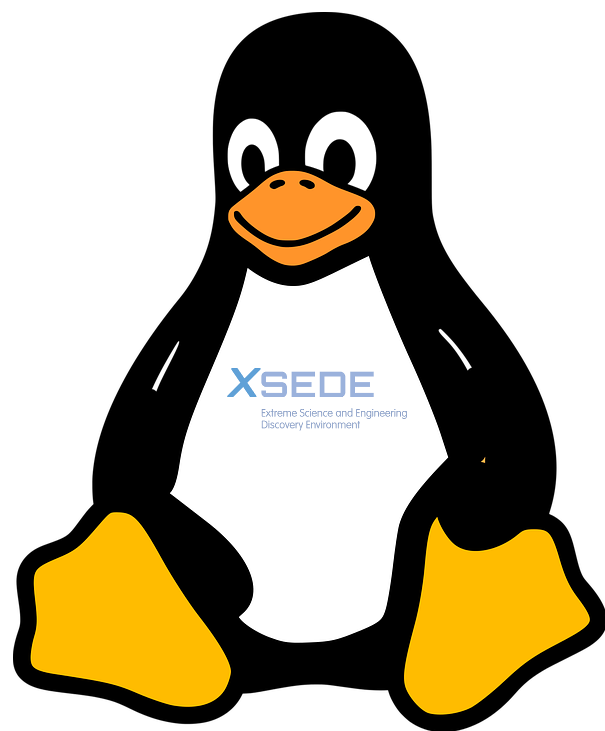 XSEDE
Extreme Science and Engineering
Discovery Environment